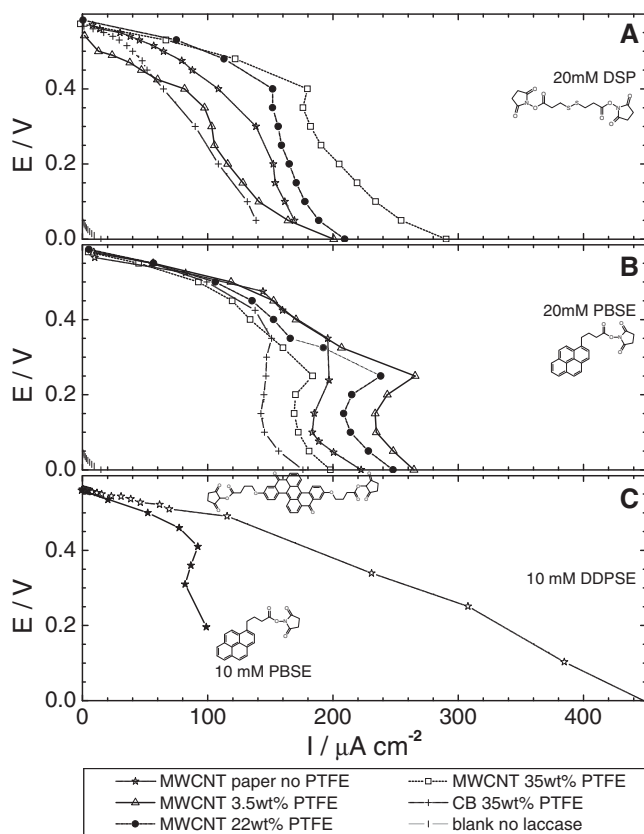 A
20mM DSP
O
O
N
O
O
S
S
O
O
N
O
O
E / V
0.4
0.2
0.0
B
20mM PBSE
O
O
N
O
O
E / V
0.4
0.2
0.0
C
10 mM DDPSE
10 mM PBSE
O
O
N
O
O
E / V
0.4
0.2
0.0
0 100 200 300 400
I / μA cm⁻²
MWCNT paper no PTFE
MWCNT 3.5wt% PTFE
MWCNT 22wt% PTFE
MWCNT 35wt% PTFE
CB 35wt% PTFE
blank no laccase